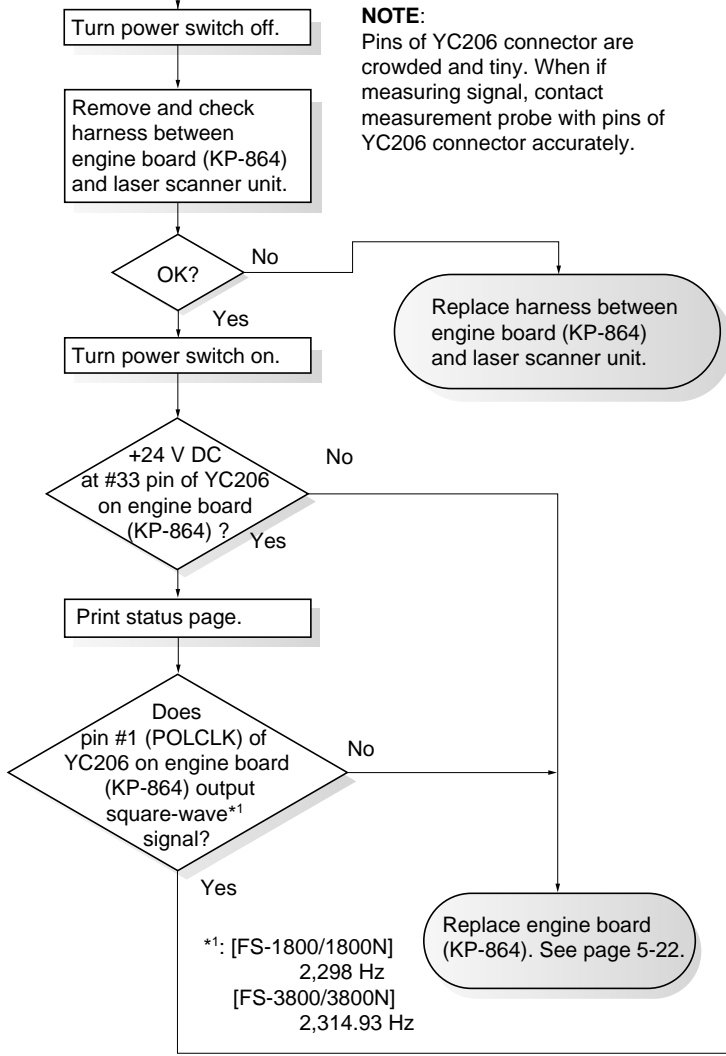 Turn power switch off.
NOTE:
Pins of YC206 connector are
crowded and tiny. When if
measuring signal, contact
measurement probe with pins of
YC206 connector accurately.
Remove and check
harness between
engine board (KP-864)
and laser scanner unit.
OK?
No
Yes
Replace harness between
engine board (KP-864)
and laser scanner unit.
Turn power switch on.
+24 V DC
at #33 pin of YC206
on engine board
(KP-864) ?
No
Yes
Print status page.
Does
pin #1 (POLCLK) of
YC206 on engine board
(KP-864) output
square-wave*1
signal?
No
Yes
Replace engine board
(KP-864). See page 5-22.
*1: [FS-1800/1800N]
2,298 Hz
[FS-3800/3800N]
2,314.93 Hz